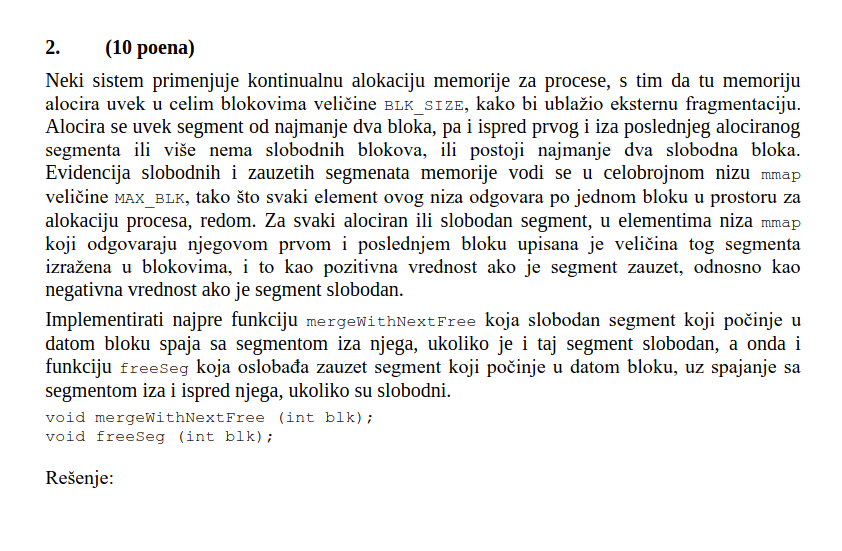 2. (10 poena)
Neki sistem primenjuje kontinualnu alokaciju memorije za procese, s tim da tu memoriju
alocira uvek u celim blokovima veličine BLK_SIZE, kako bi ublažio eksternu fragmentaciju.
Alocira se uvek segment od najmanje dva bloka, pa i ispred prvog i iza poslednjeg alociranog
segmenta ili više nema slobodnih blokova, ili postoji najmanje dva slobodna bloka.
Evidencija slobodnih i zauzetih segmenata memorije vodi se u celobrojnom nizu mmap
veličine MAX_BLK, tako što svaki element ovog niza odgovara po jednom bloku u prostoru za
alokaciju procesa, redom. Za svaki alociran ili slobodan segment, u elementima niza mmap
koji odgovaraju njegovom prvom i poslednjem bloku upisana je veličina tog segmenta
izražena u blokovima, i to kao pozitivna vrednost ako je segment zauzet, odnosno kao
negativna vrednost ako je segment slobodan.
Implementirati najpre funkciju mergeWithNextFree koja slobodan segment koji počinje u
datom bloku spaja sa segmentom iza njega, ukoliko je i taj segment slobodan, a onda i
funkciju freeSeg koja oslobađa zauzet segment koji počinje u datom bloku, uz spajanje sa
segmentom iza i ispred njega, ukoliko su slobodni.
void mergeWithNextFree (int blk);
void freeSeg (int blk);
Rešenje: